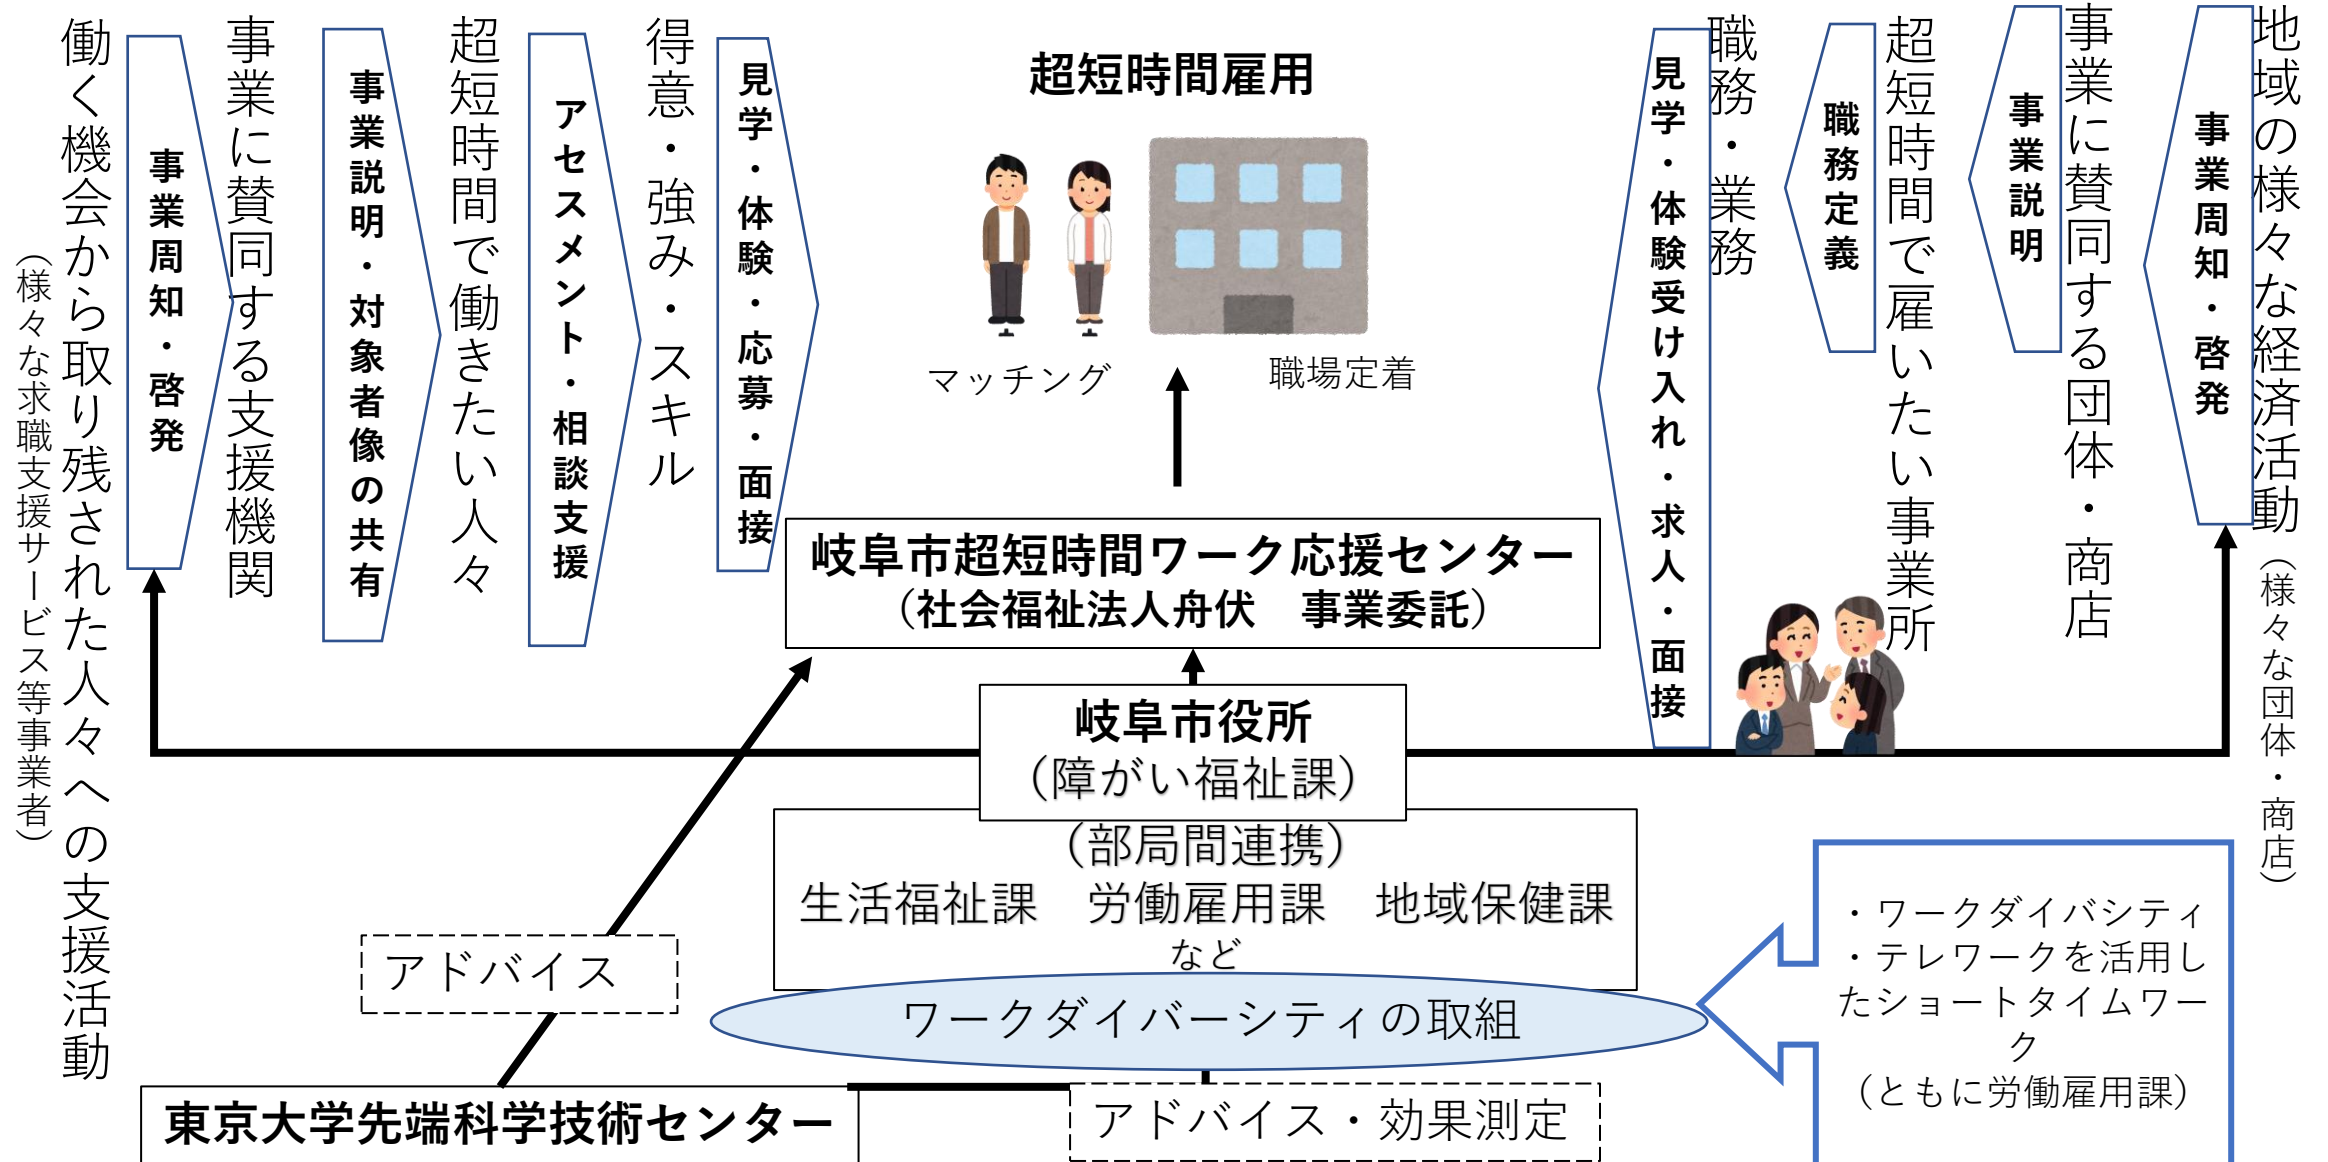 働く機会から取り残された人々への支援活動
（様々な求職支援サービス等事業者）
事業周知・啓発
事業に賛同する支援機関
事業説明・対象者像の共有
超短時間で働きたい人々
アセスメント・相談支援
得意・強み・スキル
見学・体験・応募・面接
超短時間雇用
マッチング
職場定着
見学・体験受け入れ・求人・面接
職務・業務
職務定義
超短時間で雇いたい事業所
事業説明
事業に賛同する団体・商店
事業周知・啓発
地域の様々な経済活動
（様々な団体・商店）
岐阜市超短時間ワーク応援センター
（社会福祉法人舟伏　事業委託）
岐阜市役所
（障がい福祉課）
（部局間連携）
生活福祉課　労働雇用課　地域保健課
など
ワークダイバーシティの取組
アドバイス
東京大学先端科学技術センター
アドバイス・効果測定
・ワークダイバシティ
・テレワークを活用し
たショートタイムワー
ク
（ともに労働雇用課）